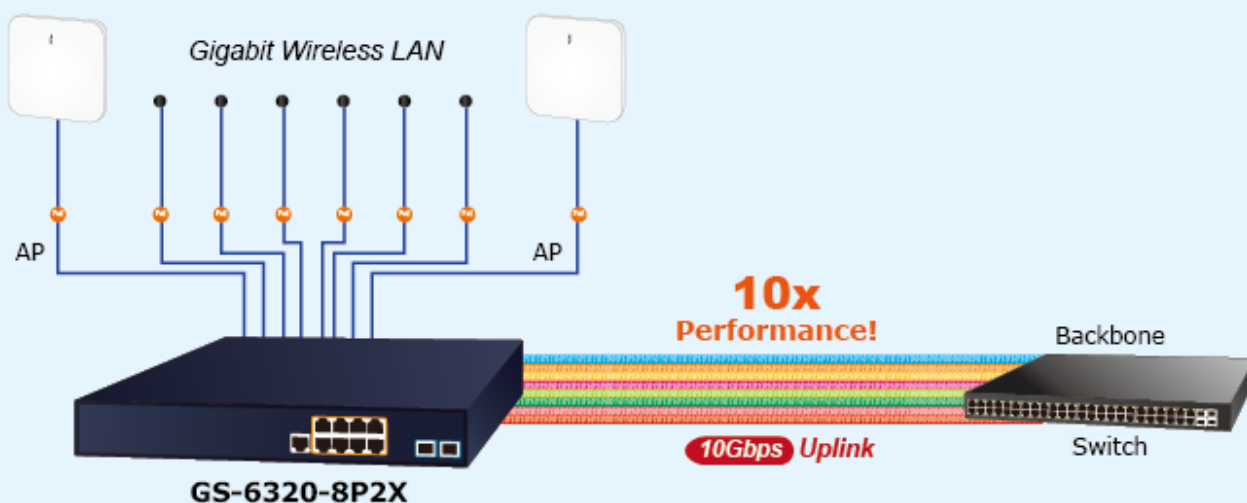 Gigabit Wireless LAN
AP
AP
10x
Performance!
Backbone
Switch
10Gbps Uplink
GS-6320-8P2X